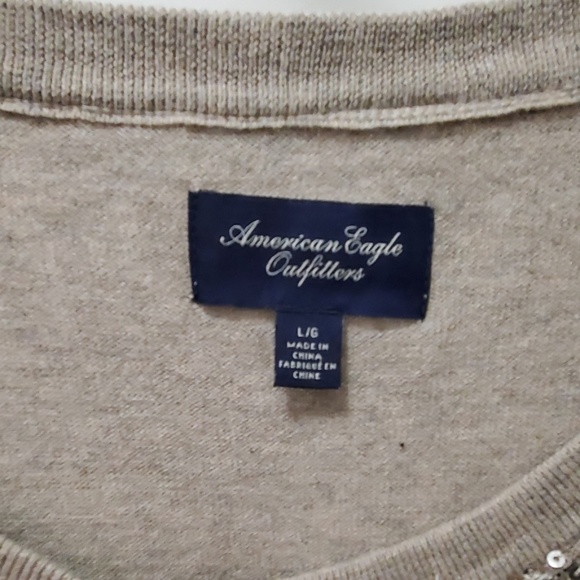 American Eagle
Outfitters
L/G
MADE IN
CHINA
FABRIQUÉ EN
CHINE